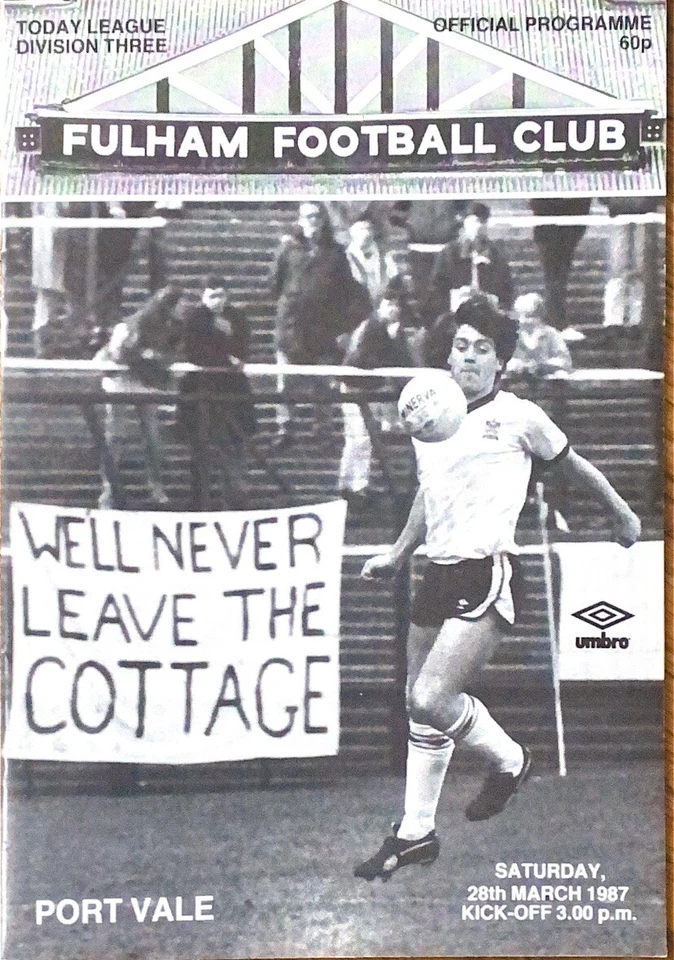 TODAY LEAGUE
DIVISION THREE
OFFICIAL PROGRAMME
60p
FULHAM FOOTBALL CLUB
MINERVA
WELL NEVER
LEAVE THE
COTTAGE
umbro
PORT VALE
SATURDAY,
28th MARCH 1987
KICK-OFF 3.00 p.m.